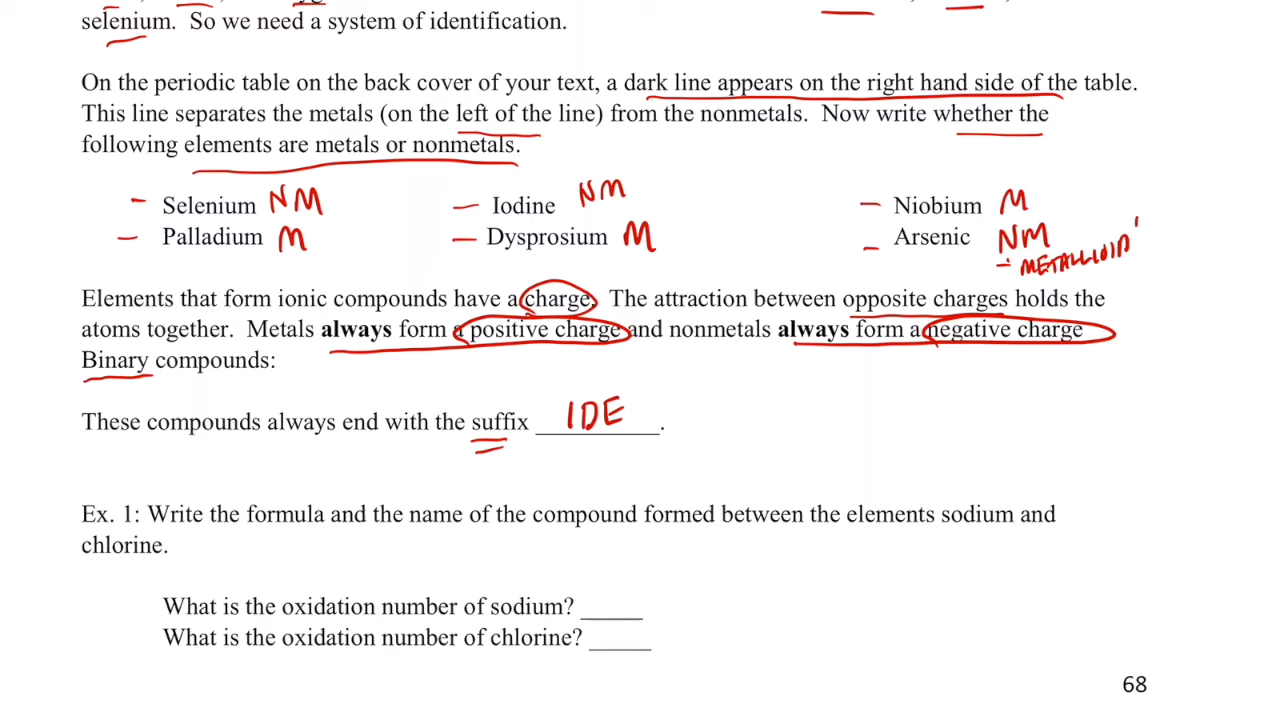 selenium. So we need a system of identification.
On the periodic table on the back cover of your text, a dark line appears on the right hand side of the table.
This line separates the metals (on the left of the line) from the nonmetals. Now write whether the
following elements are metals or nonmetals.
Selenium NM Iodine NM Niobium M
Palladium M Dysprosium M Arsenic NM
- METALLOID
Elements that form ionic compounds have a charge. The attraction between opposite charges holds the
atoms together. Metals always form a positive charge and nonmetals always form a negative charge
Binary compounds:
These compounds always end with the suffix IDE.
Ex. 1: Write the formula and the name of the compound formed between the elements sodium and
chlorine.
What is the oxidation number of sodium? _____
What is the oxidation number of chlorine? _____
68